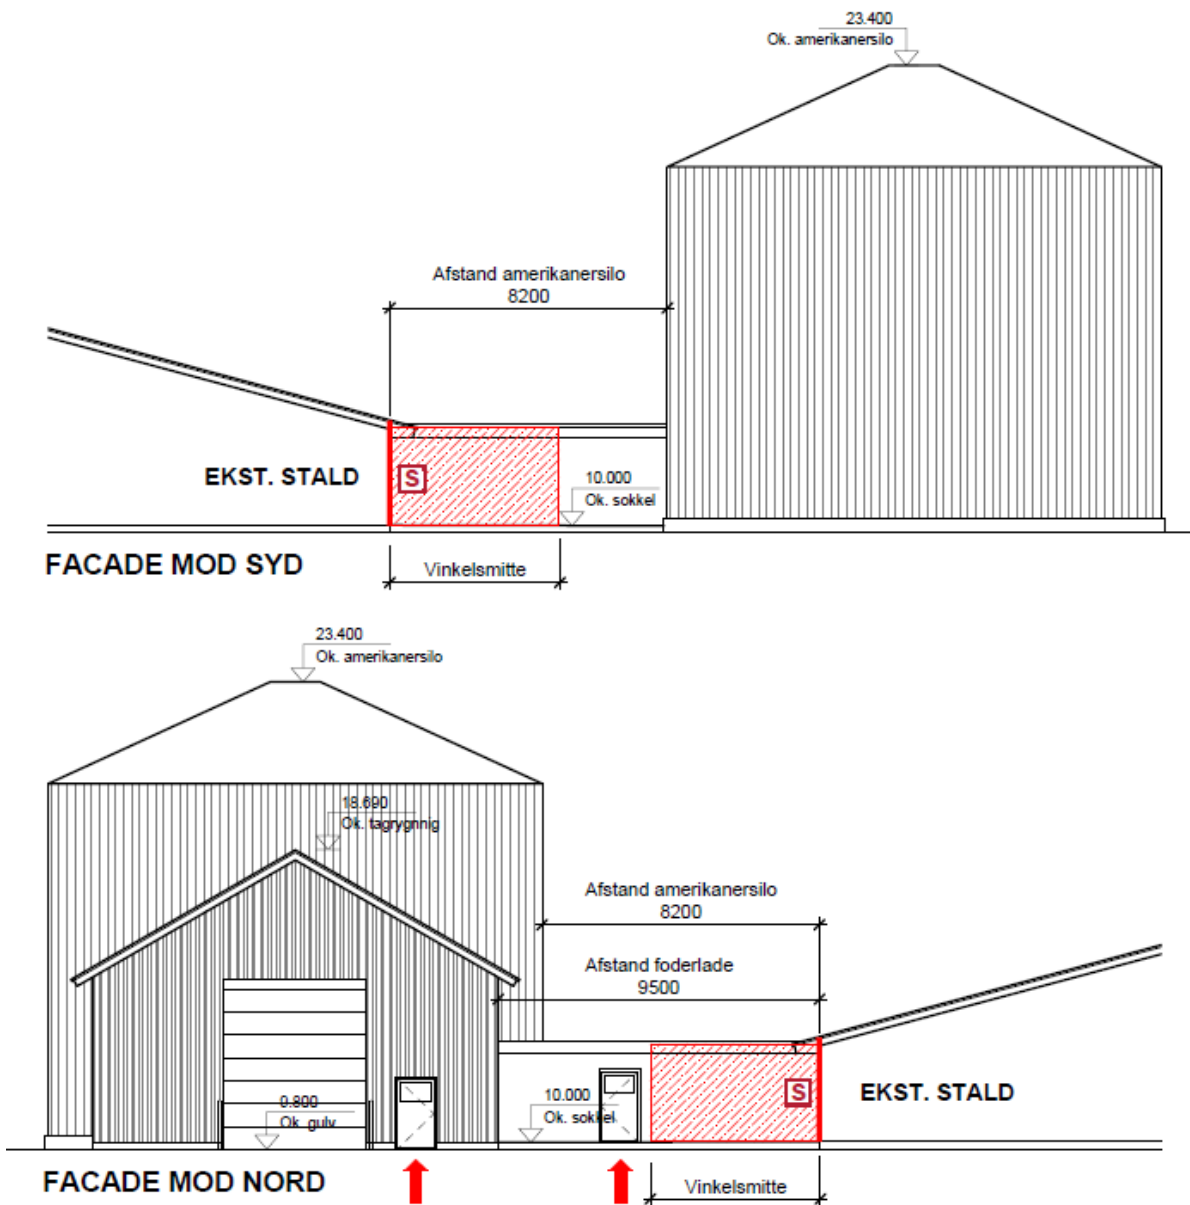 23.400
Ok. amerikanersilo
Afstand amerikanersilo
8200
EKST. STALD
S
10.000
Ok. sokkel
FACADE MOD SYD
Vinkelsmitte
23.400
Ok. amerikanersilo
18.690
Ok. tagrygnnig
Afstand amerikanersilo
8200
Afstand foderlade
9500
9.800
Ok. gulv
10.000
Ok. sokkel
S
EKST. STALD
FACADE MOD NORD
Vinkelsmitte